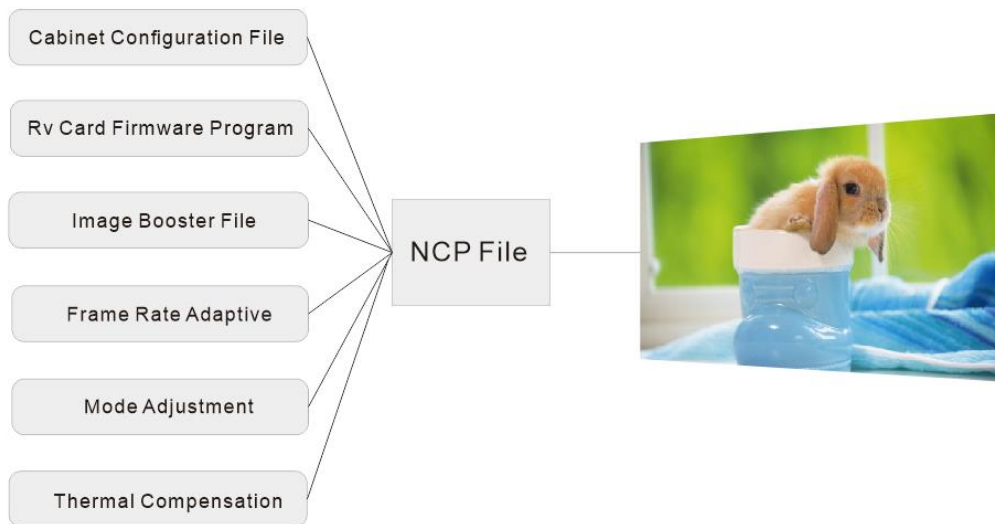 Cabinet Configuration File
Rv Card Firmware Program
Image Booster File
Frame Rate Adaptive
Mode Adjustment
Thermal Compensation
NCP File